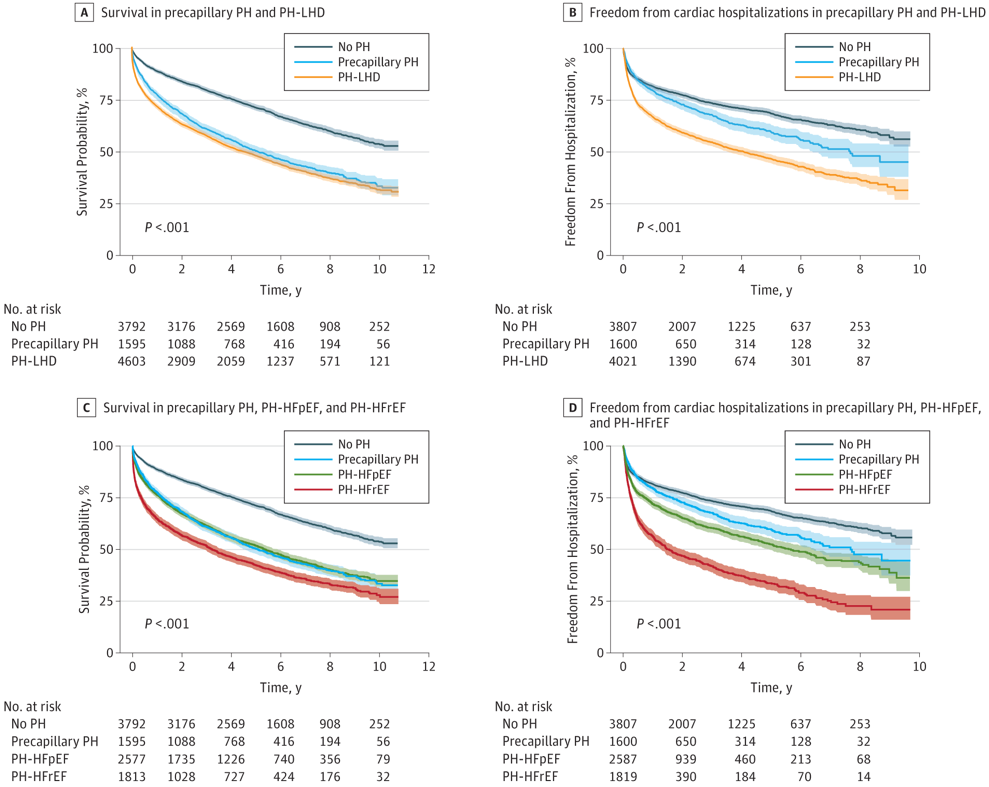 A Survival in precapillary PH and PH-LHD
No PH
Precapillary PH
PH-LHD
Survival Probability, %
100
75
50
25
0
P <.001
0 2 4 6 8 10 12
Time, y
No. at risk
No PH 3792 3176 2569 1608 908 252
Precapillary PH 1595 1088 768 416 194 56
PH-LHD 4603 2909 2059 1237 571 121
B Freedom from cardiac hospitalizations in precapillary PH and PH-LHD
No PH
Precapillary PH
PH-LHD
Freedom From Hospitalization, %
100
75
50
25
0
P <.001
0 2 4 6 8 10
Time, y
No. at risk
No PH 3807 2007 1225 637 253
Precapillary PH 1600 650 314 128 32
PH-LHD 4021 1390 674 301 87
C Survival in precapillary PH, PH-HFpEF, and PH-HFrEF
No PH
Precapillary PH
PH-HFpEF
PH-HFrEF
Survival Probability, %
100
75
50
25
0
P <.001
0 2 4 6 8 10 12
Time, y
No. at risk
No PH 3792 3176 2569 1608 908 252
Precapillary PH 1595 1088 768 416 194 56
PH-HFpEF 2577 1735 1226 740 356 79
PH-HFrEF 1813 1028 727 424 176 32
D Freedom from cardiac hospitalizations in precapillary PH, PH-HFpEF,
and PH-HFrEF
No PH
Precapillary PH
PH-HFpEF
PH-HFrEF
Freedom From Hospitalization, %
100
75
50
25
0
P <.001
0 2 4 6 8 10
Time, y
No. at risk
No PH 3807 2007 1225 637 253
Precapillary PH 1600 650 314 128 32
PH-HFpEF 2587 939 460 213 68
PH-HFrEF 1819 390 184 70 14